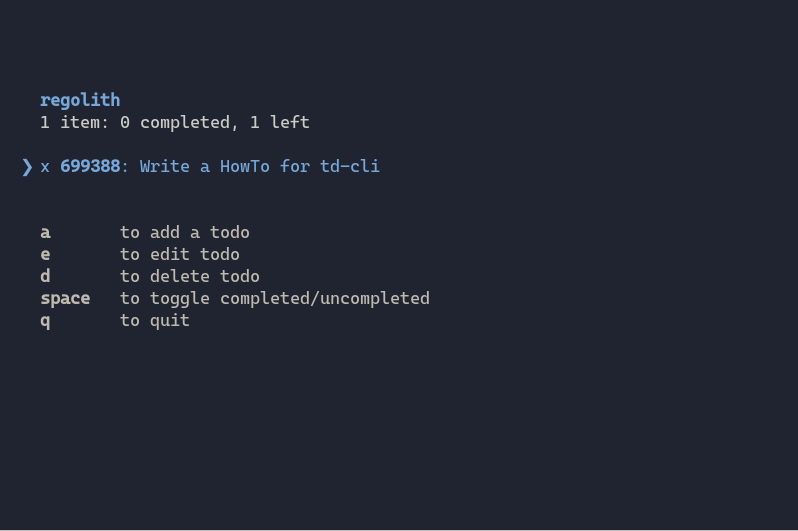 regolith
1 item: 0 completed, 1 left
❯ x 699388: Write a HowTo for td-cli
a to add a todo
e to edit todo
d to delete todo
space to toggle completed/uncompleted
q to quit